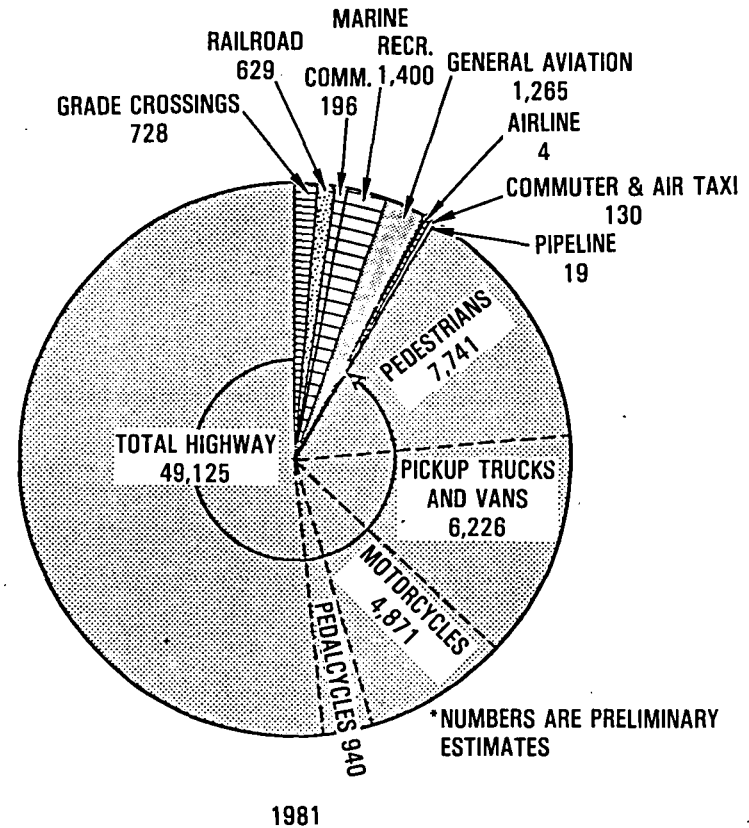 MARINE
RAILROAD
629
RECR.
1,400
COMM.
196
GENERAL AVIATION
1,265
GRADE CROSSINGS
728
AIRLINE
4
COMMUTER & AIR TAXI
130
PIPELINE
19
PEDESTRIANS
7,741
TOTAL HIGHWAY
49,125
PICKUP TRUCKS
AND VANS
6,226
MOTORCYCLES
4,871
PEDALCYCLES 940
*NUMBERS ARE PRELIMINARY
ESTIMATES
1981